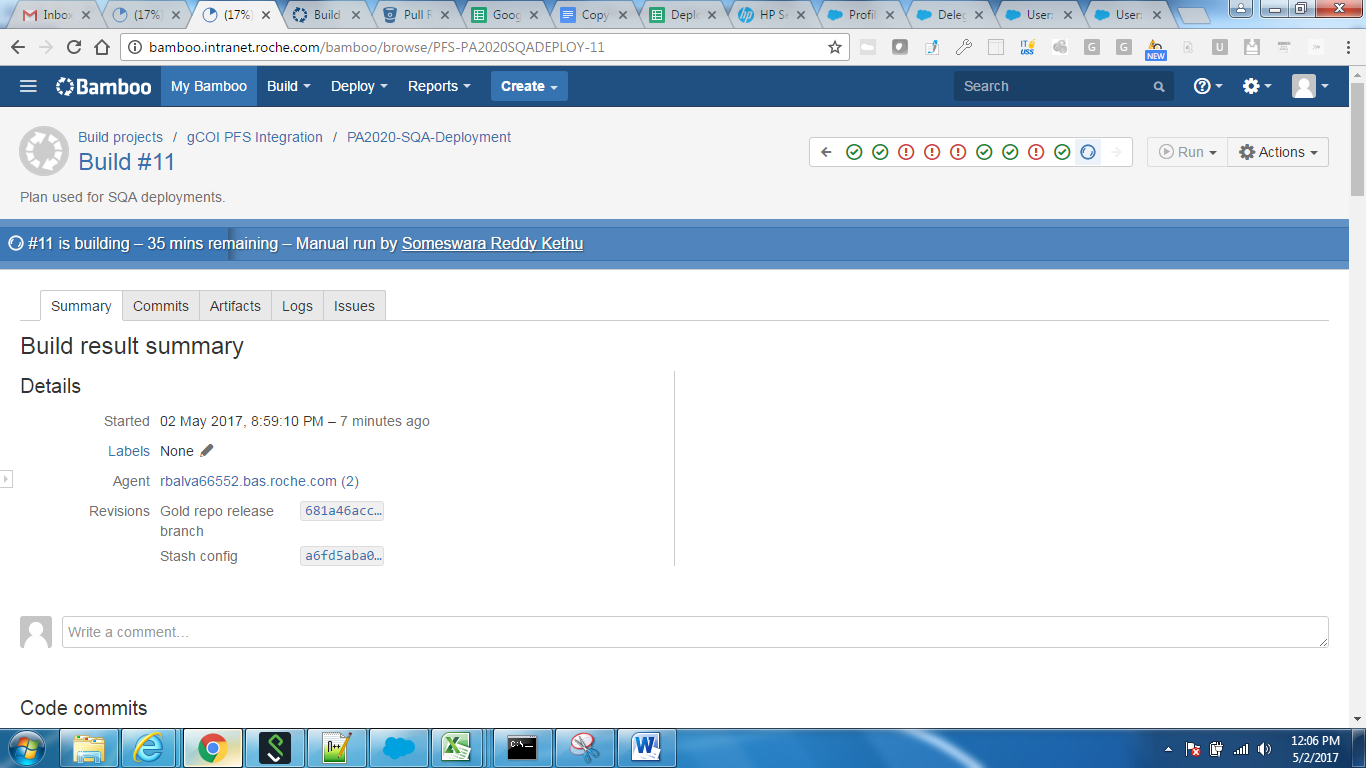 Inbox (17%) (17%) Build Pull R Goog Copy Deplo HP Se Profil Deleg User: User:
bamboo.intranet.roche.com/bamboo/browse/PFS-PA2020SQADEPLOY-11
IT USS G G U NEW
Bamboo My Bamboo Build Deploy Reports Create Search
Build projects / gCOI PFS Integration / PA2020-SQA-Deployment
Build #11
Run Actions
Plan used for SQA deployments.
#11 is building – 35 mins remaining – Manual run by Someswara Reddy Kethu
Summary Commits Artifacts Logs Issues
Build result summary
Details
Started 02 May 2017, 8:59:10 PM – 7 minutes ago
Labels None
Agent rbalva66552.bas.roche.com (2)
Revisions Gold repo release branch 681a46acc…
Stash config a6fd5aba0…
Write a comment…
Code commits
12:06 PM
5/2/2017